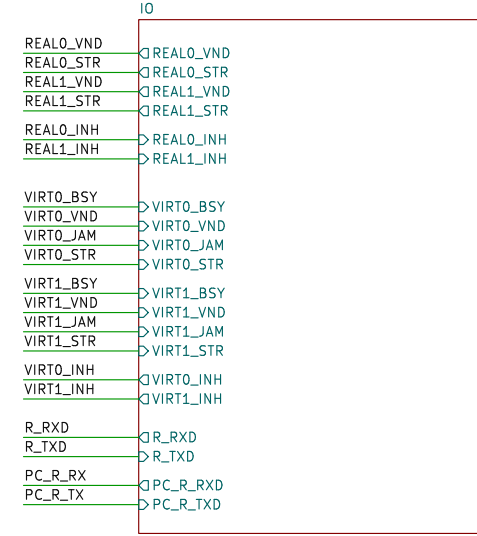 IO
REAL0_VND
REAL0_VND
REAL0_STR
REAL0_STR
REAL1_VND
REAL1_VND
REAL1_STR
REAL1_STR
REAL0_INH
REAL0_INH
REAL1_INH
REAL1_INH
VIRT0_BSY
VIRT0_BSY
VIRT0_VND
VIRT0_VND
VIRT0_JAM
VIRT0_JAM
VIRT0_STR
VIRT0_STR
VIRT1_BSY
VIRT1_BSY
VIRT1_VND
VIRT1_VND
VIRT1_JAM
VIRT1_JAM
VIRT1_STR
VIRT1_STR
VIRT0_INH
VIRT0_INH
VIRT1_INH
VIRT1_INH
R_RXD
R_RXD
R_TXD
R_TXD
PC_R_RX
PC_R_RXD
PC_R_TX
PC_R_TXD